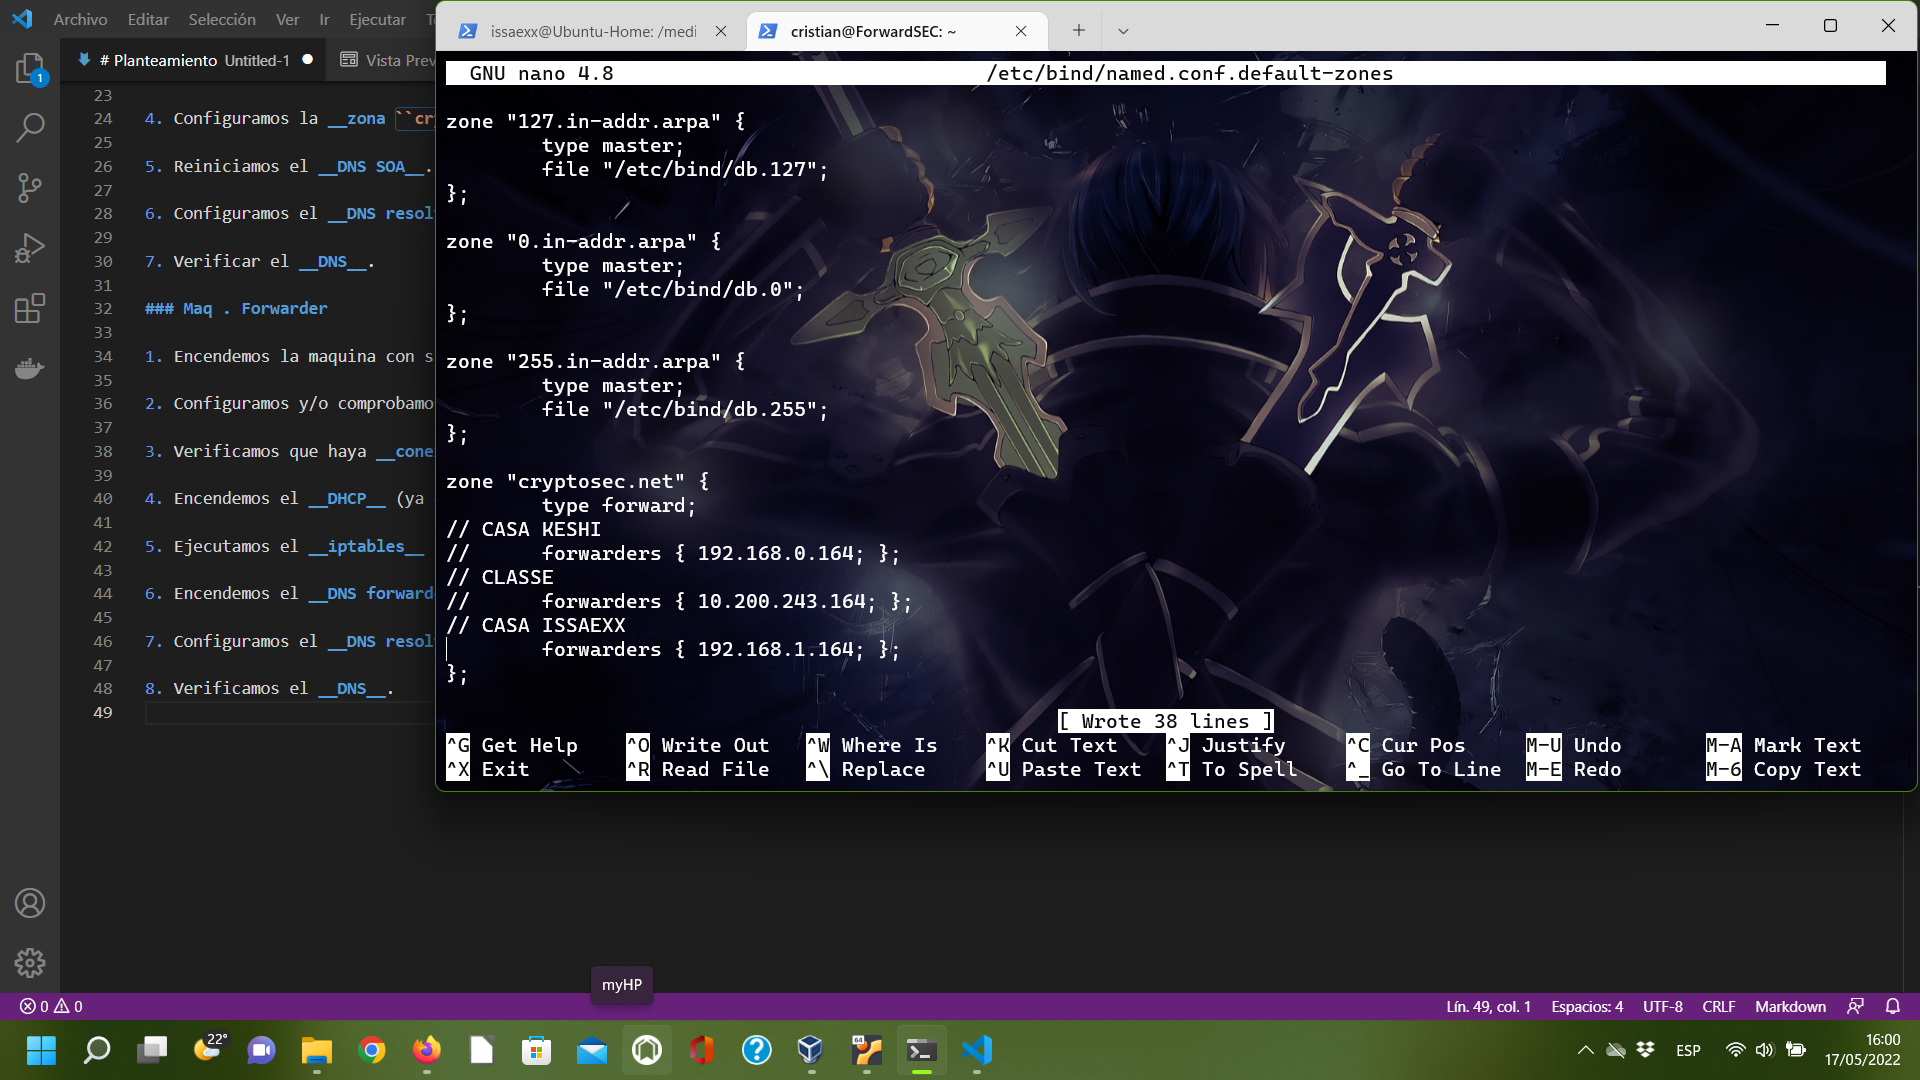 Archivo Editar Selección Ver Ir Ejecutar
# Planteamiento Untitled-1
Vista Prev
1
23
24 4. Configuramos la __zona ``cr
25
26 5. Reiniciamos el __DNS SOA__.
27
28 6. Configuramos el __DNS resol
29
30 7. Verificar el __DNS__.
31
32 ### Maq . Forwarder
33
34 1. Encendemos la maquina con s
35
36 2. Configuramos y/o comprobamo
37
38 3. Verificamos que haya __cone
39
40 4. Encendemos el __DHCP__ (ya
41
42 5. Ejecutamos el __iptables__
43
44 6. Encendemos el __DNS forward
45
46 7. Configuramos el __DNS resol
47
48 8. Verificamos el __DNS__.
49
issaexx@Ubuntu-Home: /medi
cristian@ForwardSEC: ~
GNU nano 4.8 /etc/bind/named.conf.default-zones
zone "127.in-addr.arpa" {
type master;
file "/etc/bind/db.127";
};
zone "0.in-addr.arpa" {
type master;
file "/etc/bind/db.0";
};
zone "255.in-addr.arpa" {
type master;
file "/etc/bind/db.255";
};
zone "cryptosec.net" {
type forward;
// CASA KESHI
// forwarders { 192.168.0.164; };
// CLASSE
// forwarders { 10.200.243.164; };
// CASA ISSAEXX
forwarders { 192.168.1.164; };
};
[ Wrote 38 lines ]
^G Get Help ^O Write Out ^W Where Is ^K Cut Text ^J Justify ^C Cur Pos M-U Undo M-A Mark Text
^X Exit ^R Read File ^\ Replace ^U Paste Text ^T To Spell ^_ Go To Line M-E Redo M-6 Copy Text
myHP
0 0
Lín. 49, col. 1 Espacios: 4 UTF-8 CRLF Markdown
22°
64
ESP
16:00
17/05/2022